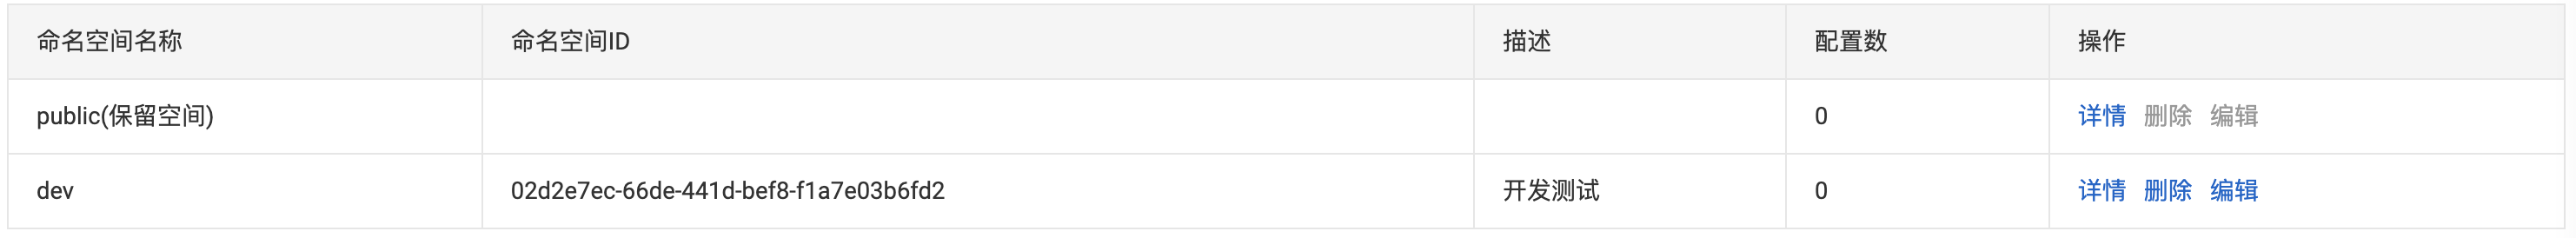 命名空间名称 命名空间ID 描述 配置数 操作
public(保留空间) 0 详情 删除 编辑
dev 02d2e7ec-66de-441d-bef8-f1a7e03b6fd2 开发测试 0 详情 删除 编辑